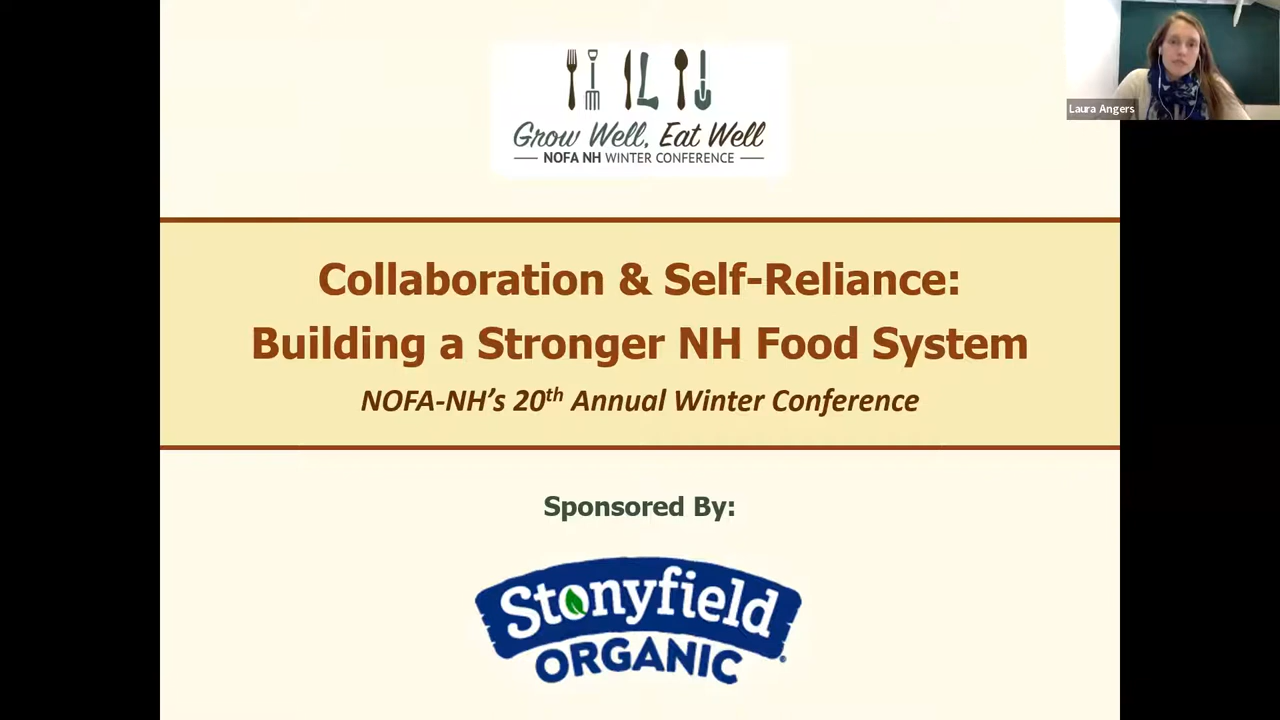 Grow Well, Eat Well
NOFA NH WINTER CONFERENCE
Laura Angers
Collaboration & Self-Reliance:
Building a Stronger NH Food System
NOFA-NH’s 20th Annual Winter Conference
Sponsored By:
Stonyfield
ORGANIC®